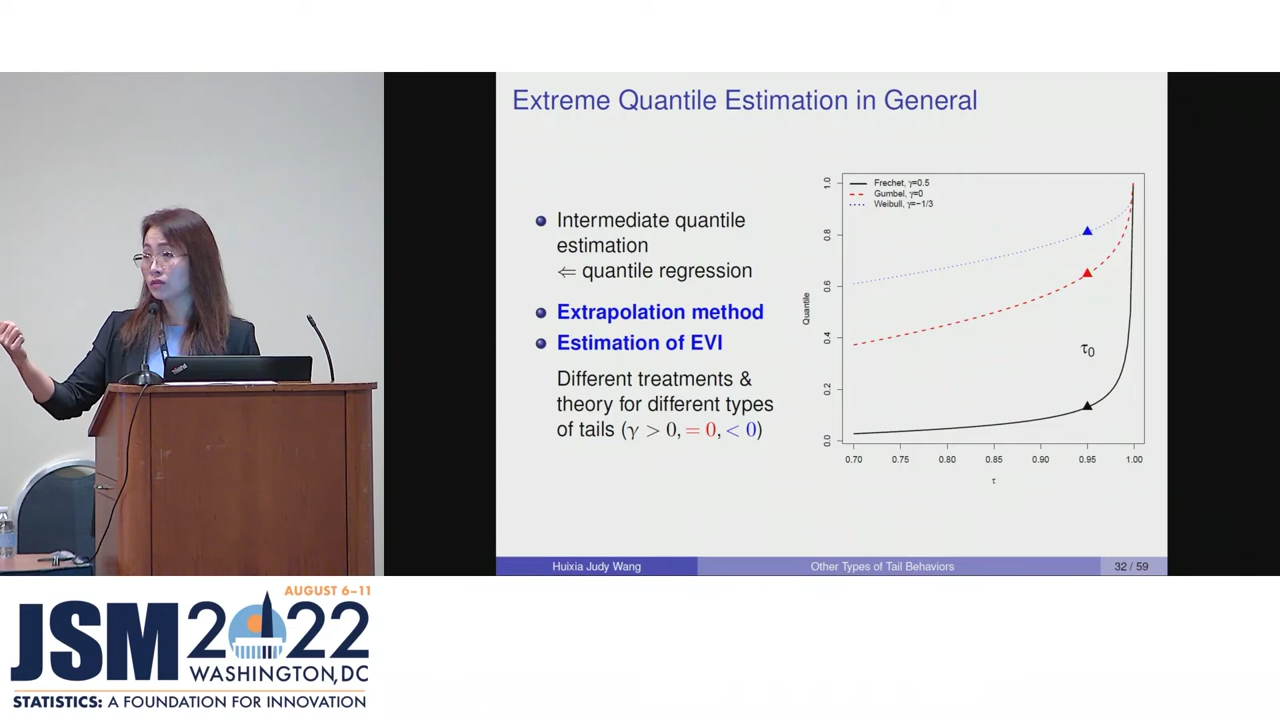 Extreme Quantile Estimation in General
Intermediate quantile
estimation
⇐ quantile regression
Extrapolation method
Estimation of EVI
Different treatments &
theory for different types
of tails (γ > 0, = 0, < 0)
Frechet, γ=0.5
Gumbel, γ=0
Weibull, γ=−1/3
Quantile
1.0
0.8
0.6
0.4
0.2
0.0
τ0
0.70 0.75 0.80 0.85 0.90 0.95 1.00
τ
Huixia Judy Wang Other Types of Tail Behaviors 32 / 59
ThinkPad
AUGUST 6–11
JSM 2022
WASHINGTON, DC
STATISTICS: A FOUNDATION FOR INNOVATION